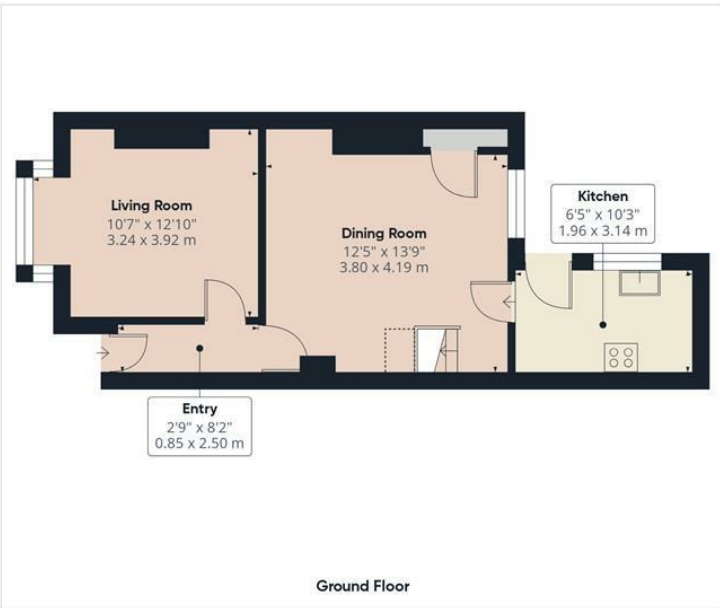 Living Room
10'7" x 12'10"
3.24 x 3.92 m
Dining Room
12'5" x 13'9"
3.80 x 4.19 m
Kitchen
6'5" x 10'3"
1.96 x 3.14 m
Entry
2'9" x 8'2"
0.85 x 2.50 m
Ground Floor